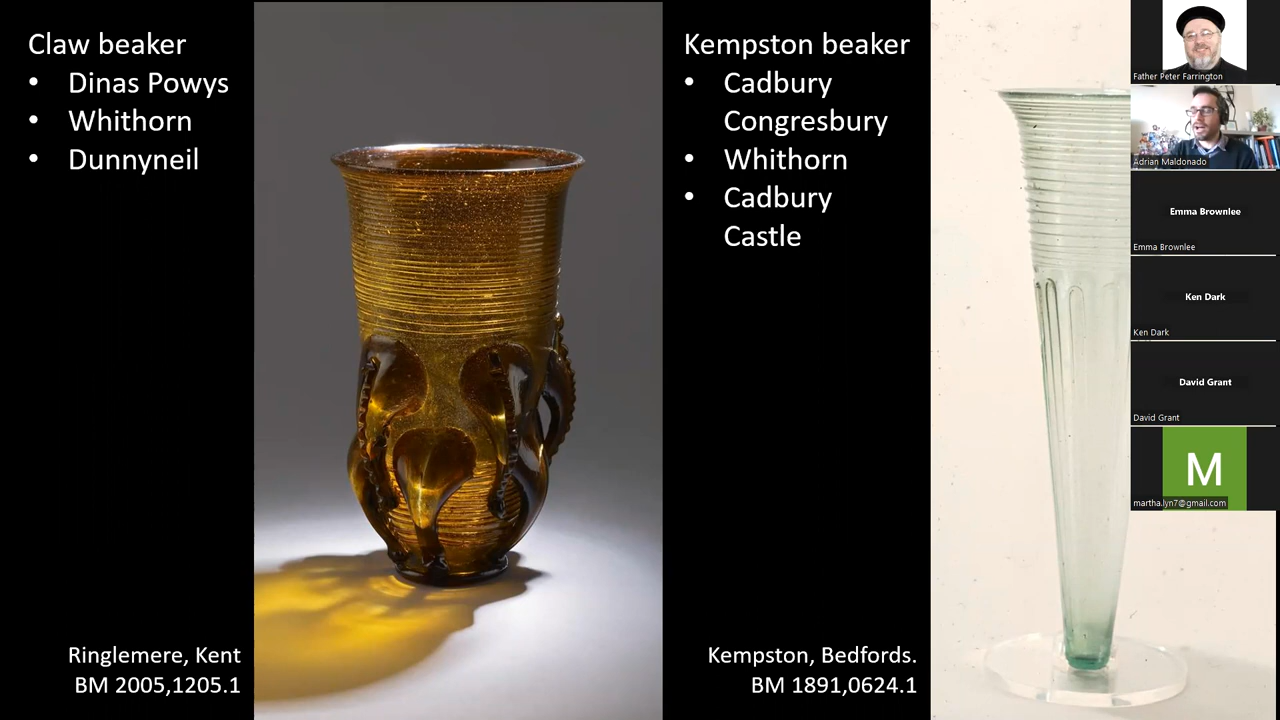 Claw beaker
• Dinas Powys
• Whithorn
• Dunnyneil
Ringlemere, Kent
BM 2005,1205.1
Kempston beaker
• Cadbury
Congresbury
• Whithorn
• Cadbury
Castle
Kempston, Bedfords.
BM 1891,0624.1
Father Peter Farrington
Adrian Maldonado
Emma Brownlee
Emma Brownlee
Ken Dark
Ken Dark
David Grant
David Grant
M
martha.lyn7@gmail.com